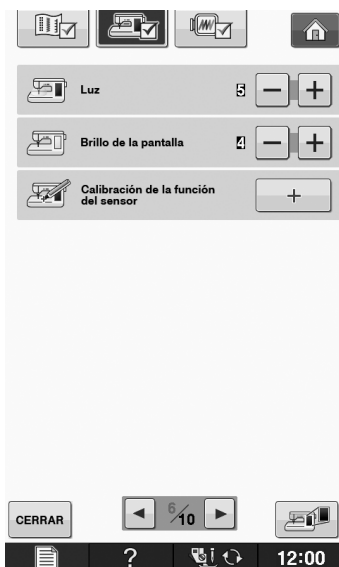 Luz 5
Brillo de la pantalla 4
Calibración de la función
del sensor
CERRAR 6/10
? 12:00